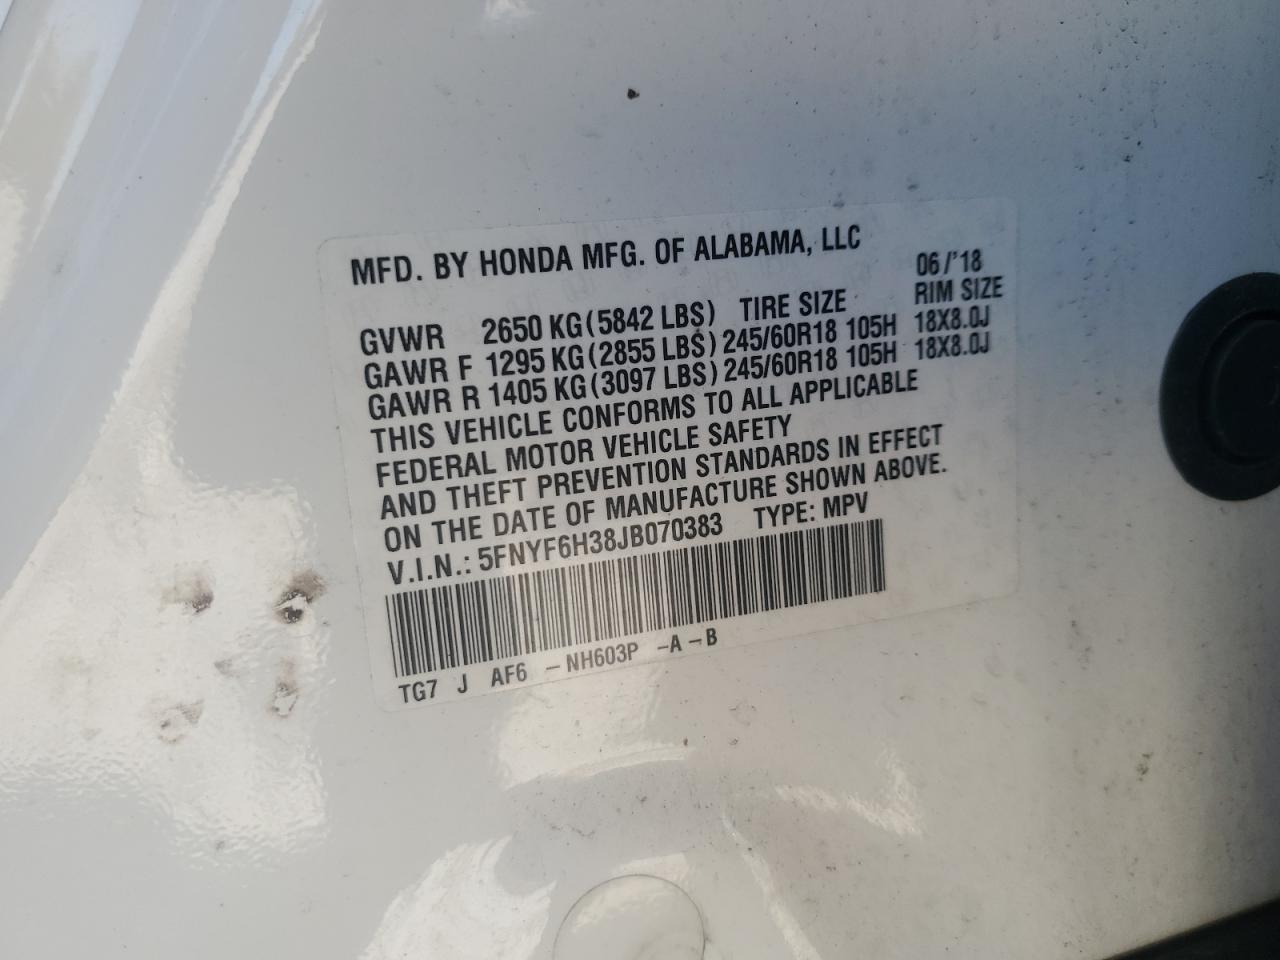 MFD. BY HONDA MFG. OF ALABAMA, LLC 06/'18
GVWR 2650 KG(5842 LBS) TIRE SIZE RIM SIZE
GAWR F 1295 KG(2855 LBS) 245/60R18 105H 18X8.0J
GAWR R 1405 KG(3097 LBS) 245/60R18 105H 18X8.0J
THIS VEHICLE CONFORMS TO ALL APPLICABLE
FEDERAL MOTOR VEHICLE SAFETY
AND THEFT PREVENTION STANDARDS IN EFFECT
ON THE DATE OF MANUFACTURE SHOWN ABOVE.
V.I.N.: 5FNYF6H38JB070383 TYPE: MPV
TG7 J AF6 -NH603P -A-B